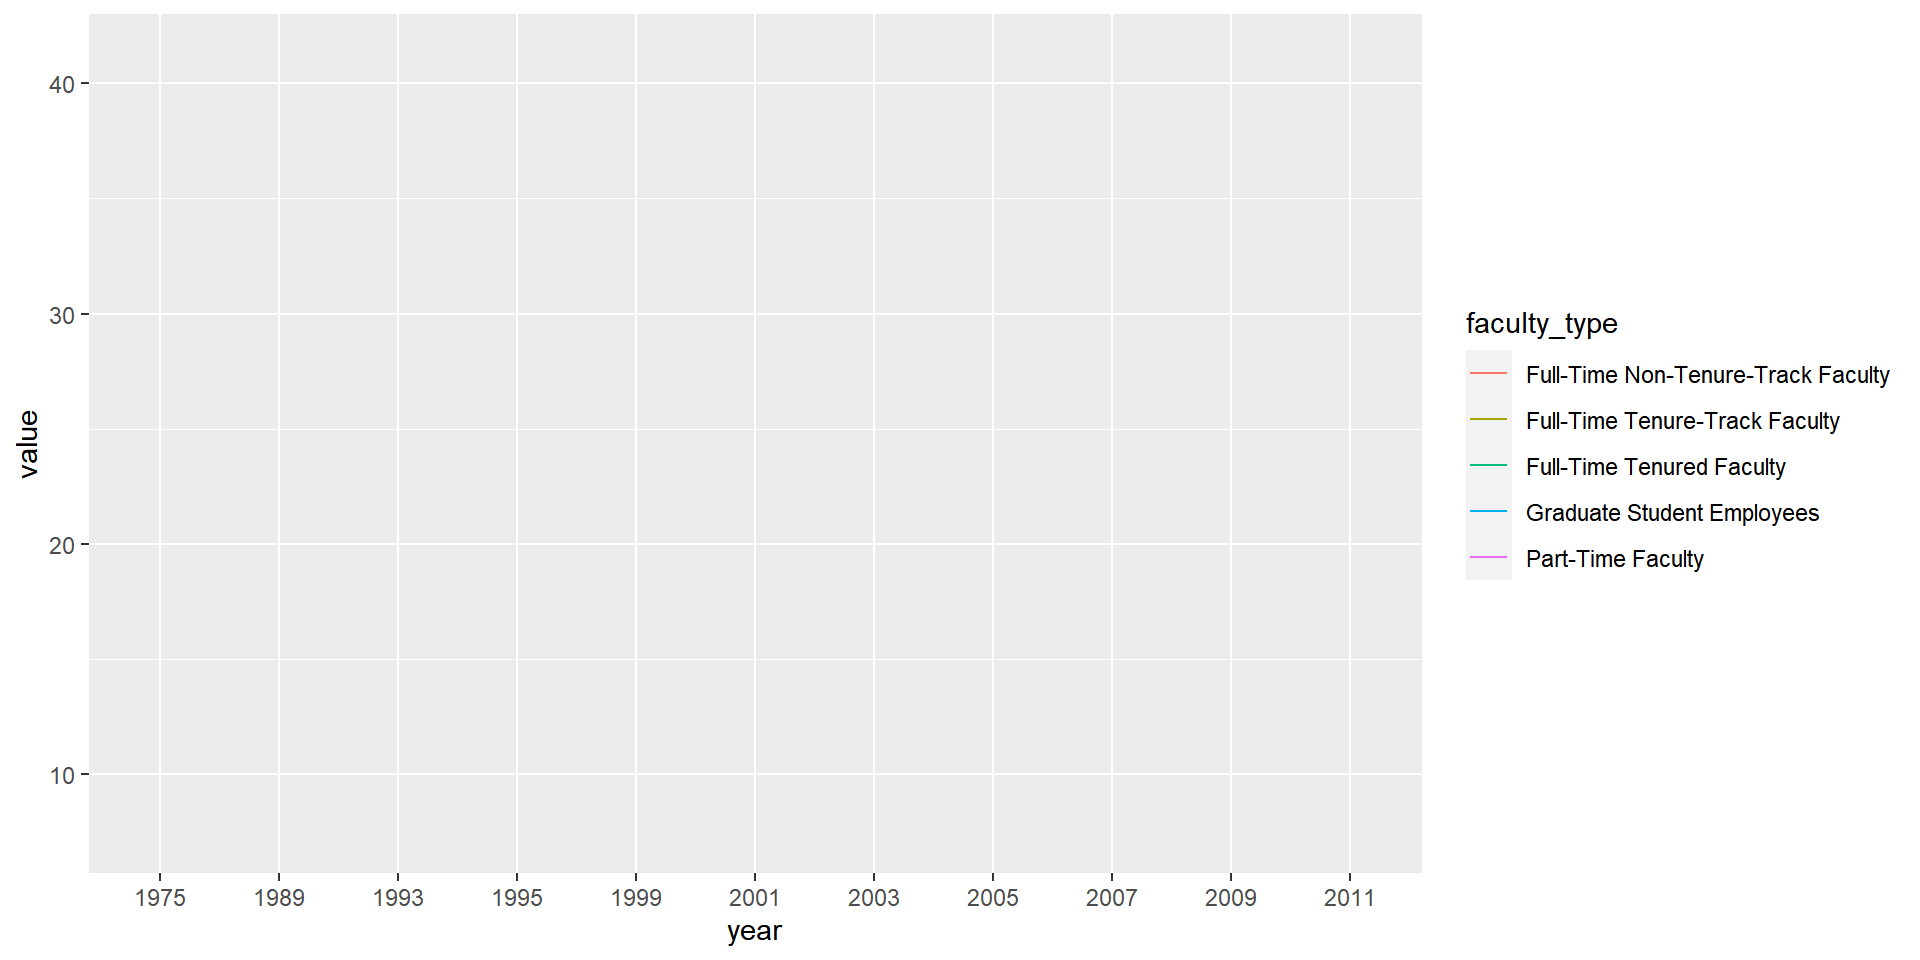 40
30
20
10
value
1975 1989 1993 1995 1999 2001 2003 2005 2007 2009 2011
year
faculty_type
Full-Time Non-Tenure-Track Faculty
Full-Time Tenure-Track Faculty
Full-Time Tenured Faculty
Graduate Student Employees
Part-Time Faculty